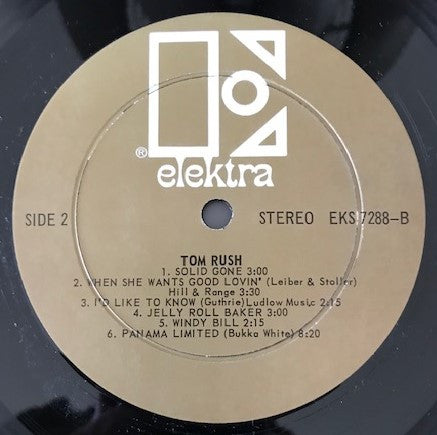 ®
elektra
SIDE 2 STEREO EKS 7288-B
TOM RUSH
1. SOLID GONE 3:00
2. WHEN SHE WANTS GOOD LOVIN' (Leiber & Stoller)
Hill & Range 3:30
3. I'D LIKE TO KNOW (Guthrie) Ludlow Music 2:15
4. JELLY ROLL BAKER 3:00
5. WINDY BILL 2:15
6. PANAMA LIMITED (Bukka White) 8:20